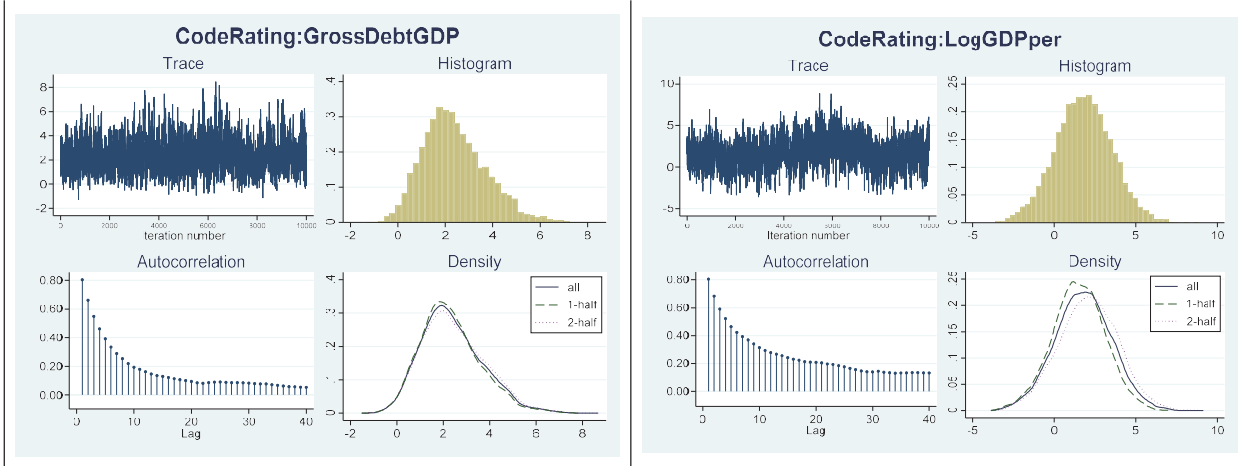 CodeRating:GrossDebtGDP
Trace
8
6
4
2
0
-2
0 2000 4000 6000 8000 10000
Iteration number
Histogram
.4
.3
.2
.1
0
-2 0 2 4 6 8
Autocorrelation
0.80
0.60
0.40
0.20
0.00
0 10 20 30 40
Lag
Density
.4
.3
.2
.1
0
-2 0 2 4 6 8
all
1-half
2-half
CodeRating:LogGDPper
Trace
10
5
0
-5
0 2000 4000 6000 8000 10000
Iteration number
Histogram
.25
.2
.15
.1
.05
0
-5 0 5 10
Autocorrelation
0.80
0.60
0.40
0.20
0.00
0 10 20 30 40
Lag
Density
.25
.2
.15
.1
.05
0
-5 0 5 10
all
1-half
2-half